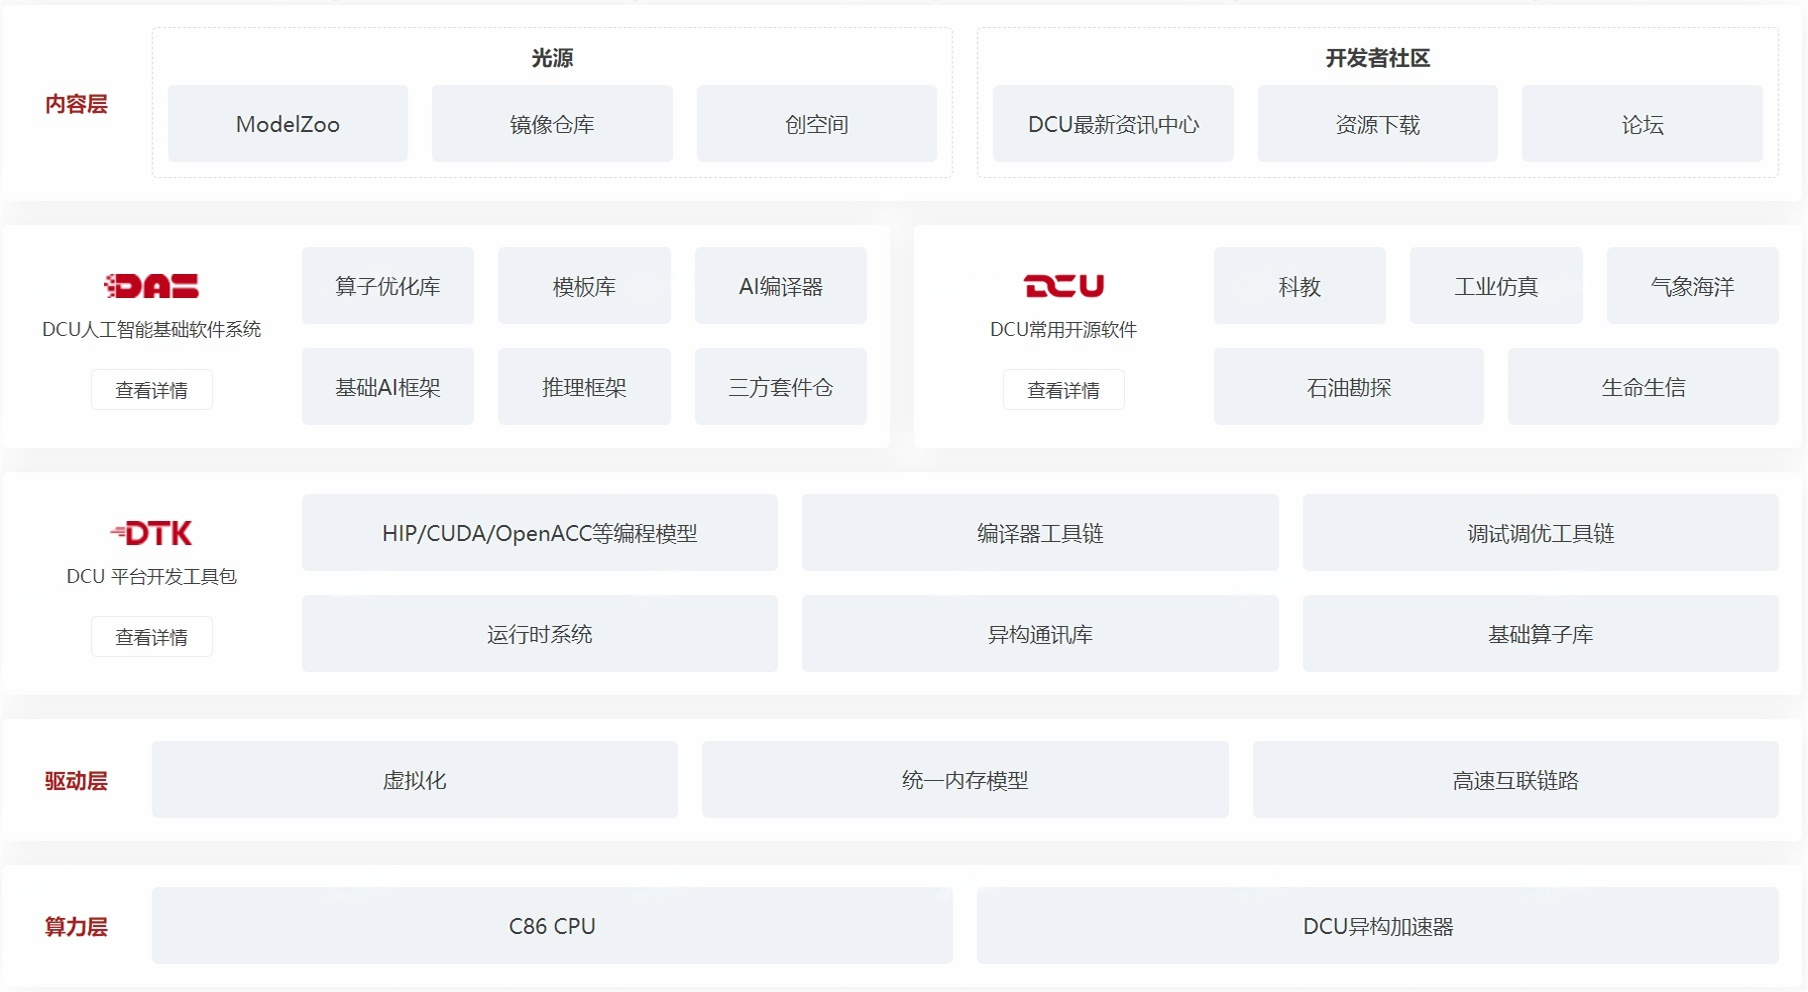 光源
开发者社区
内容层
ModelZoo
镜像仓库
创空间
DCU最新资讯中心
资源下载
论坛
DAS
DCU人工智能基础软件系统
查看详情
算子优化库
模板库
AI编译器
基础AI框架
推理框架
三方套件仓
DCU
DCU常用开源软件
查看详情
科教
工业仿真
气象海洋
石油勘探
生命生信
DTK
DCU 平台开发工具包
查看详情
HIP/CUDA/OpenACC等编程模型
编译器工具链
调试调优工具链
运行时系统
异构通讯库
基础算子库
驱动层
虚拟化
统一内存模型
高速互联链路
算力层
C86 CPU
DCU异构加速器